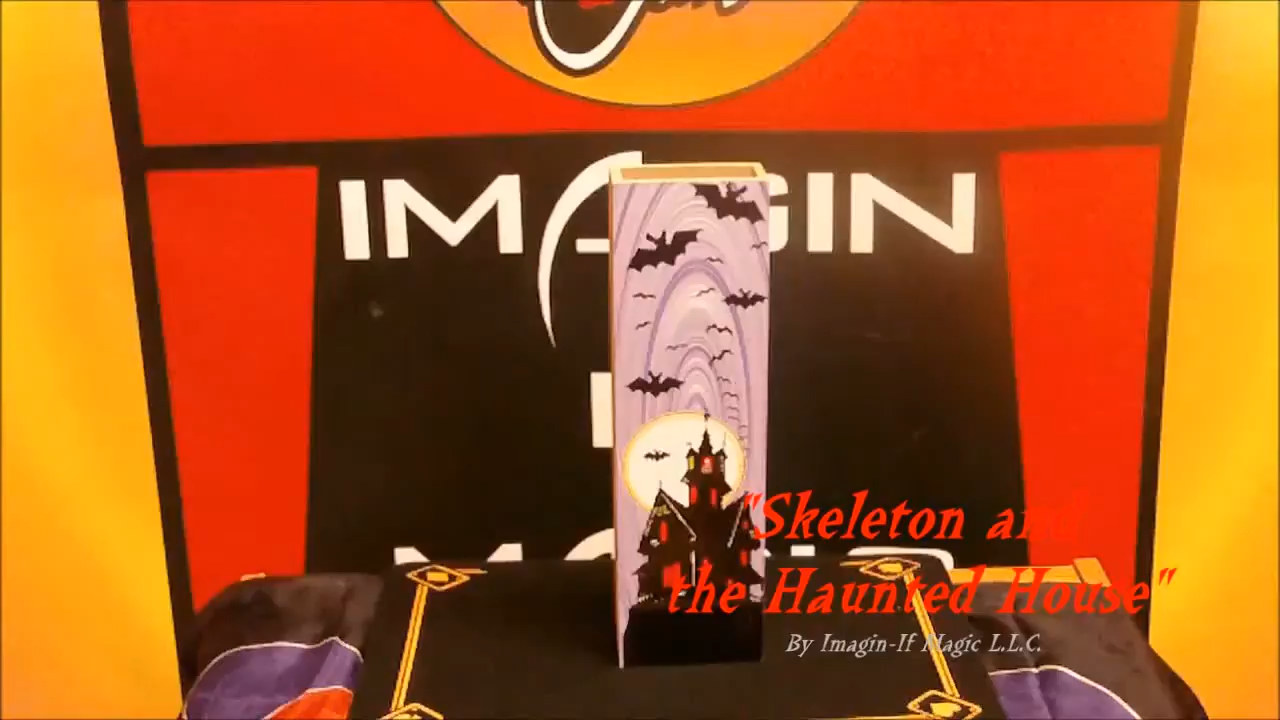 IMAGIN
"Skeleton and
the Haunted House"
By Imagin-If Magic L.L.C.